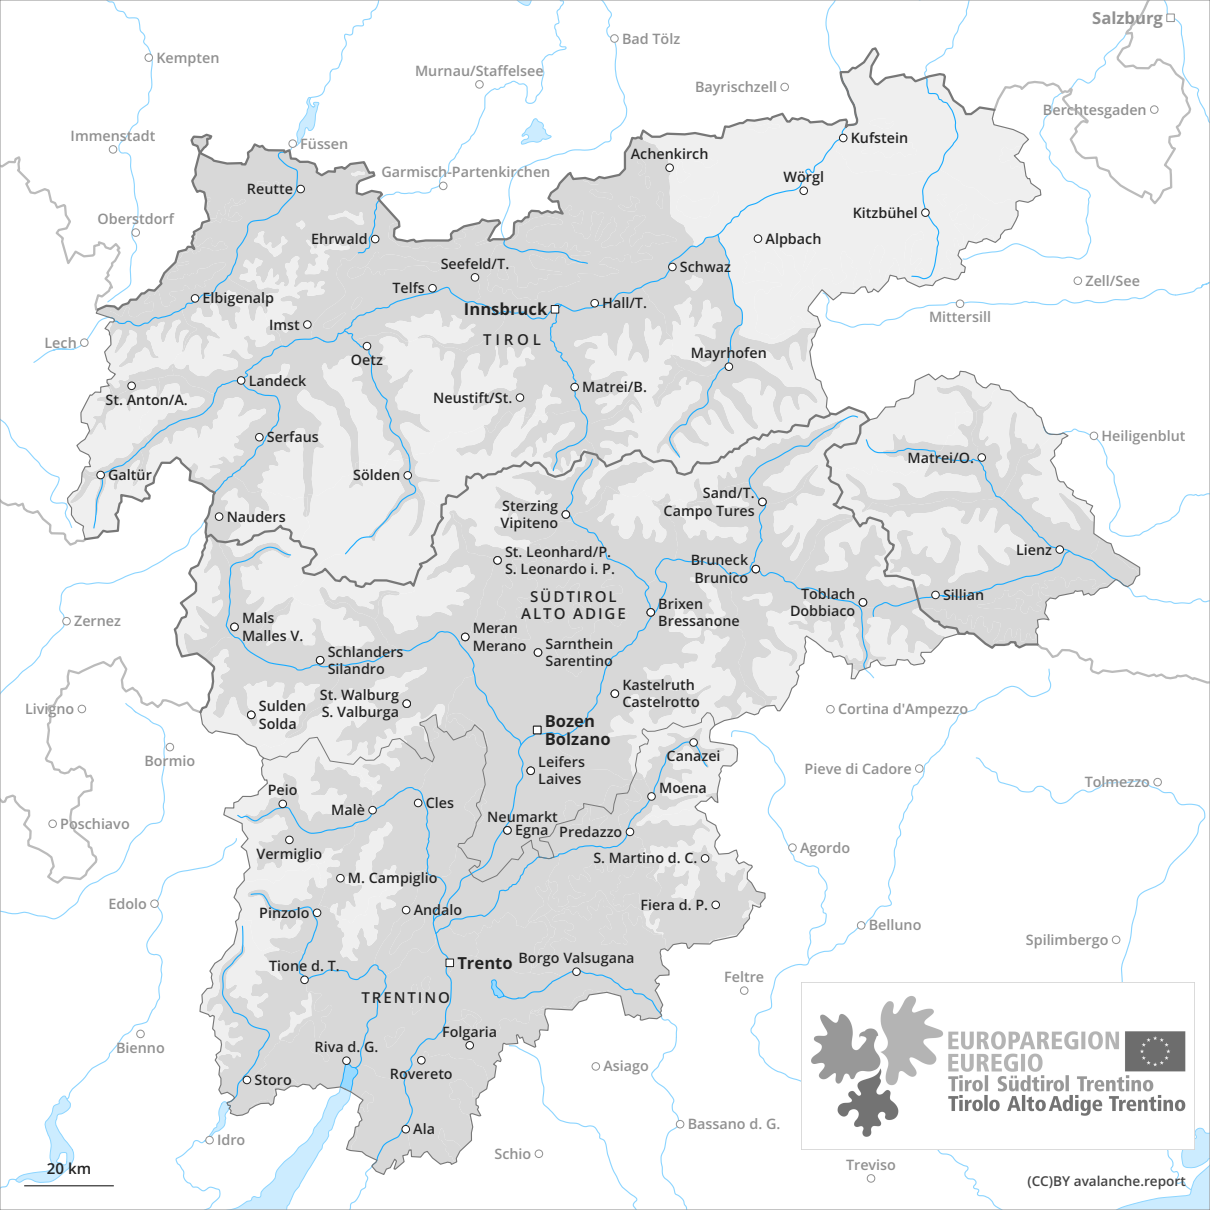 Salzburg
Bad Tölz
Kempten
Murnau/Staffelsee
Bayrischzell
Berchtesgaden
Immenstadt
Füssen
Kufstein
Achenkirch
Garmisch-Partenkirchen
Wörgl
Reutte
Oberstdorf
Kitzbühel
Ehrwald
Alpbach
Seefeld/T.
Schwaz
Zell/See
Telfs
Elbigenalp
Hall/T.
Innsbruck
Mittersill
Imst
TIROL
Lech
Mayrhofen
Oetz
Landeck
Matrei/B.
St. Anton/A.
Neustift/St.
Serfaus
Heiligenblut
Matrei/O.
Galtür
Sölden
Sand/T.
Campo Tures
Sterzing
Vipiteno
Nauders
Lienz
St. Leonhard/P.
S. Leonardo i. P.
Bruneck
Brunico
SÜDTIROL
ALTO ADIGE
Toblach
Dobbiaco
Sillian
Brixen
Bressanone
Zernez
Mals
Malles V.
Meran
Merano
Sarnthein
Sarentino
Schlanders
Silandro
Kastelruth
Castelrotto
St. Walburg
S. Valburga
Sulden
Solda
Livigno
Cortina d'Ampezzo
Bozen
Bolzano
Canazei
Bormio
Leifers
Laives
Pieve di Cadore
Tolmezzo
Peio
Moena
Malè
Cles
Neumarkt
Egna
Predazzo
Poschiavo
Vermiglio
Agordo
S. Martino d. C.
M. Campiglio
Edolo
Pinzolo
Andalo
Fiera d. P.
Belluno
Spilimbergo
Trento
Borgo Valsugana
Tione d. T.
Feltre
TRENTINO
Folgaria
Bienno
Riva d. G.
EUROPAREGION
EUREGIO
Tirol Südtirol Trentino
Tirolo Alto Adige Trentino
Asiago
Rovereto
Storo
Ala
Bassano d. G.
Idro
Schio
Treviso
20 km
(CC)BY avalanche.report